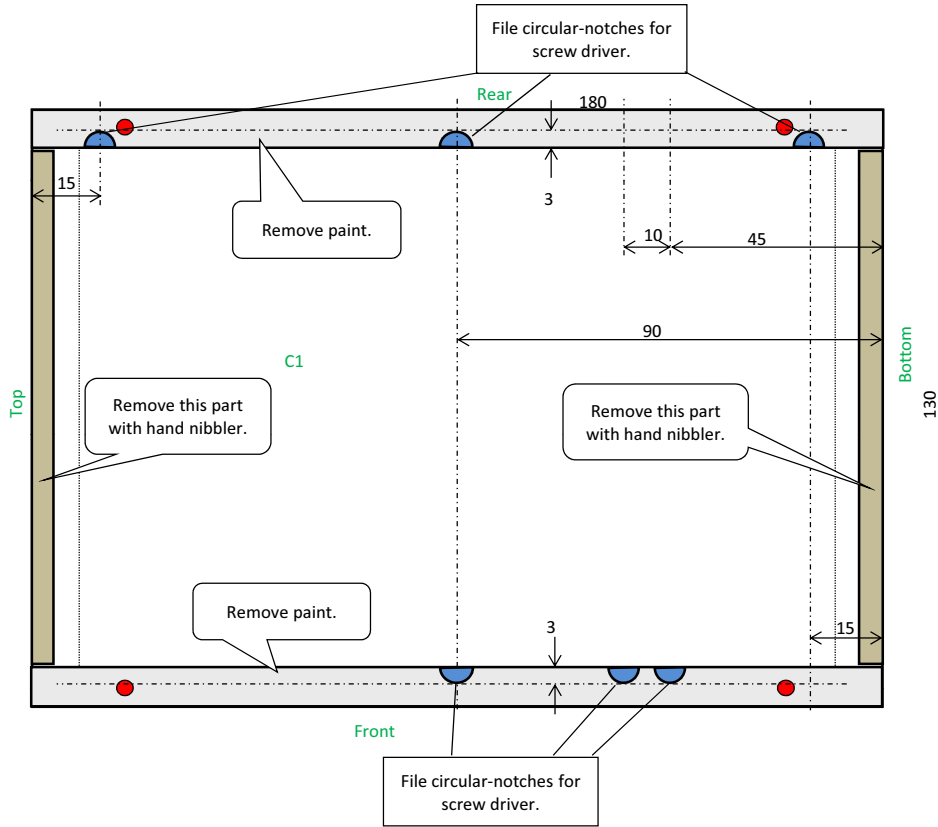 File circular-notches for
screw driver.
Rear
180
15
3
Remove paint.
10
45
90
C1
Top
Bottom
130
Remove this part
with hand nibbler.
Remove this part
with hand nibbler.
Remove paint.
3
15
Front
File circular-notches for
screw driver.